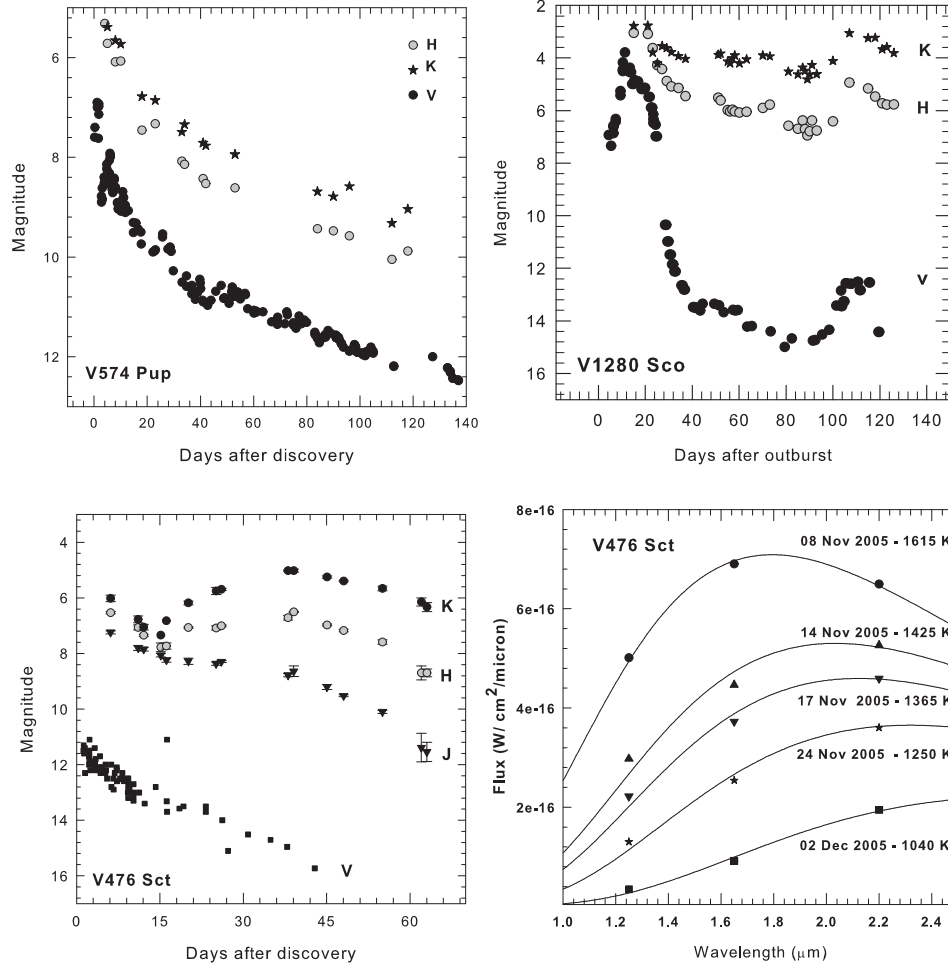 6
8
10
12
Magnitude
H
K
V
V574 Pup
0 20 40 60 80 100 120 140
Days after discovery
2
4
6
8
10
12
14
16
Magnitude
K
H
V
V1280 Sco
0 20 40 60 80 100 120 140
Days after outburst
4
6
8
10
12
14
16
Magnitude
K
H
J
V
V476 Sct
0 15 30 45 60
Days after discovery
8e-16
6e-16
4e-16
2e-16
Flux (W/ cm2/micron)
V476 Sct
08 Nov 2005 - 1615 K
14 Nov 2005 - 1425 K
17 Nov 2005 - 1365 K
24 Nov 2005 - 1250 K
02 Dec 2005 - 1040 K
1.0 1.2 1.4 1.6 1.8 2.0 2.2 2.4
Wavelength (μm)